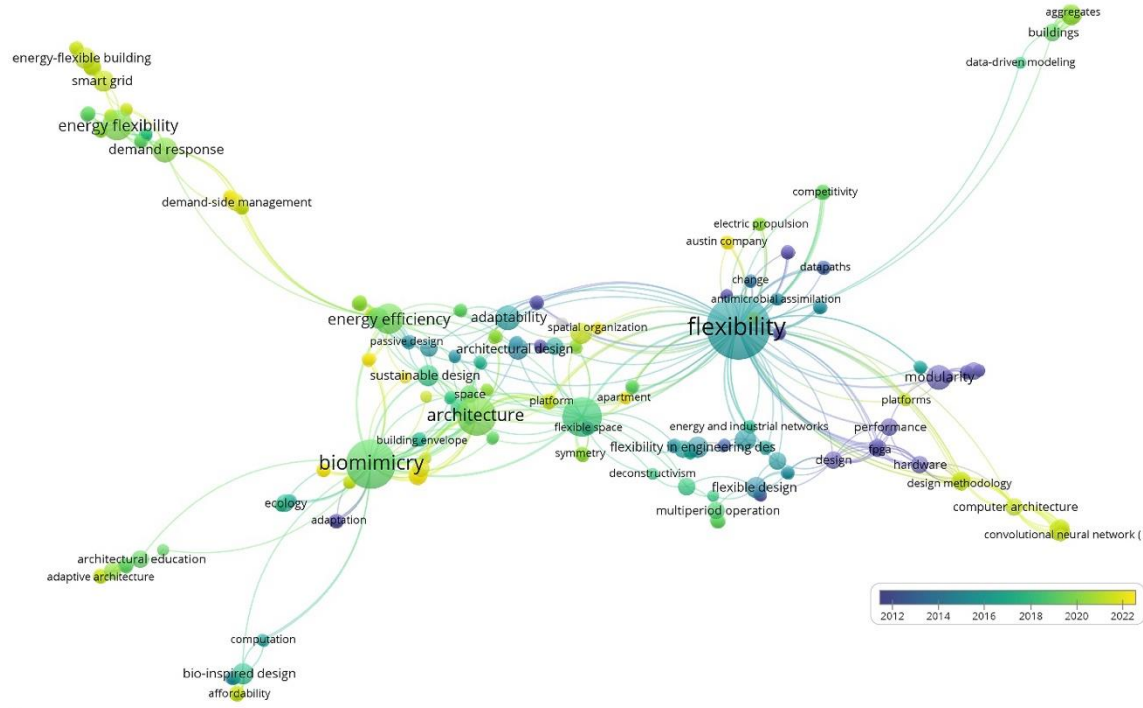 aggregates
buildings
data-driven modeling
energy-flexible building
smart grid
energy flexibility
demand response
demand-side management
competitivity
electric propulsion
austin company
datapaths
change
antimicrobial assimilation
flexibility
energy efficiency
adaptability
spatial organization
passive design
architectural design
sustainable design
modularity
space
platform
apartment
platforms
architecture
flexible space
energy and industrial networks
performance
building envelope
flexibility in engineering des
symmetry
fpga
biomimicry
design
hardware
deconstructivism
flexible design
design methodology
ecology
multiperiod operation
computer architecture
adaptation
convolutional neural network (
architectural education
adaptive architecture
2012 2014 2016 2018 2020 2022
computation
bio-inspired design
affordability